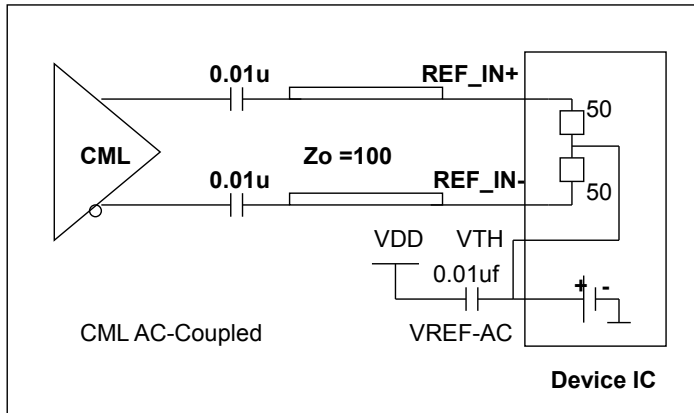 0.01u
REF_IN+
50
CML
Zo =100
0.01u
REF_IN-
50
VDD
VTH
0.01uf
+
-
CML AC-Coupled
VREF-AC
Device IC